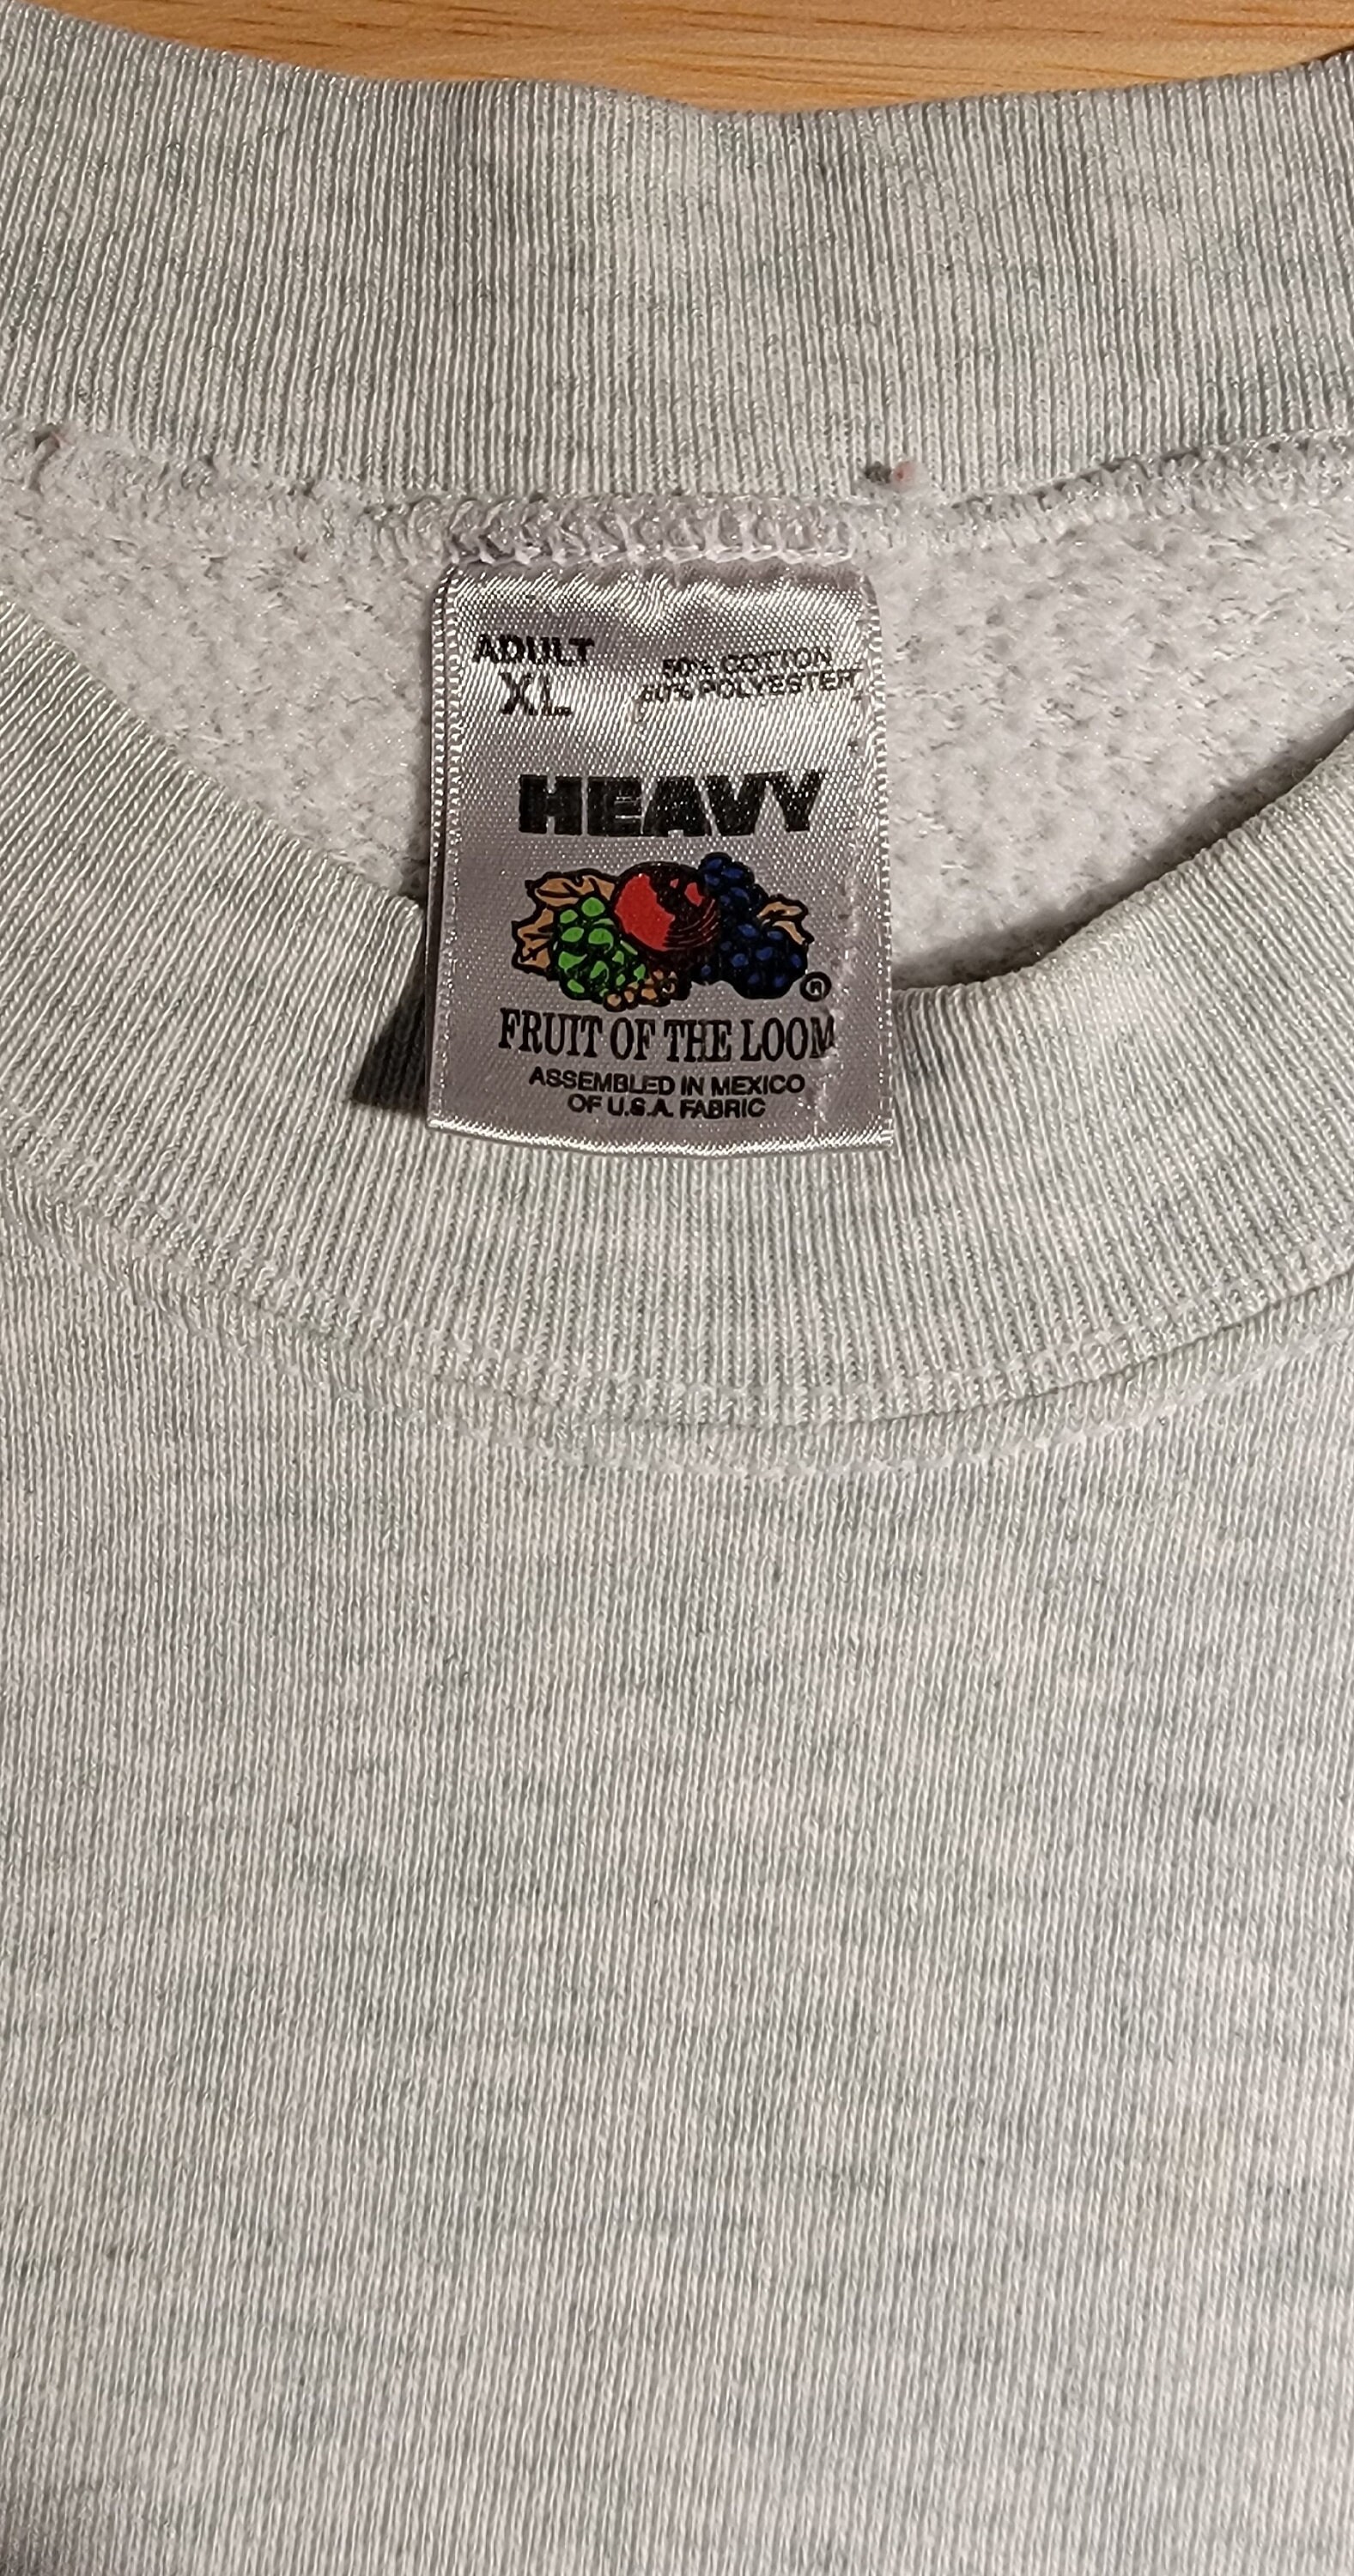 ADULT
XL
50% COTTON
50% POLYESTER
HEAVY
®
FRUIT OF THE LOOM
ASSEMBLED IN MEXICO
OF U.S.A. FABRIC